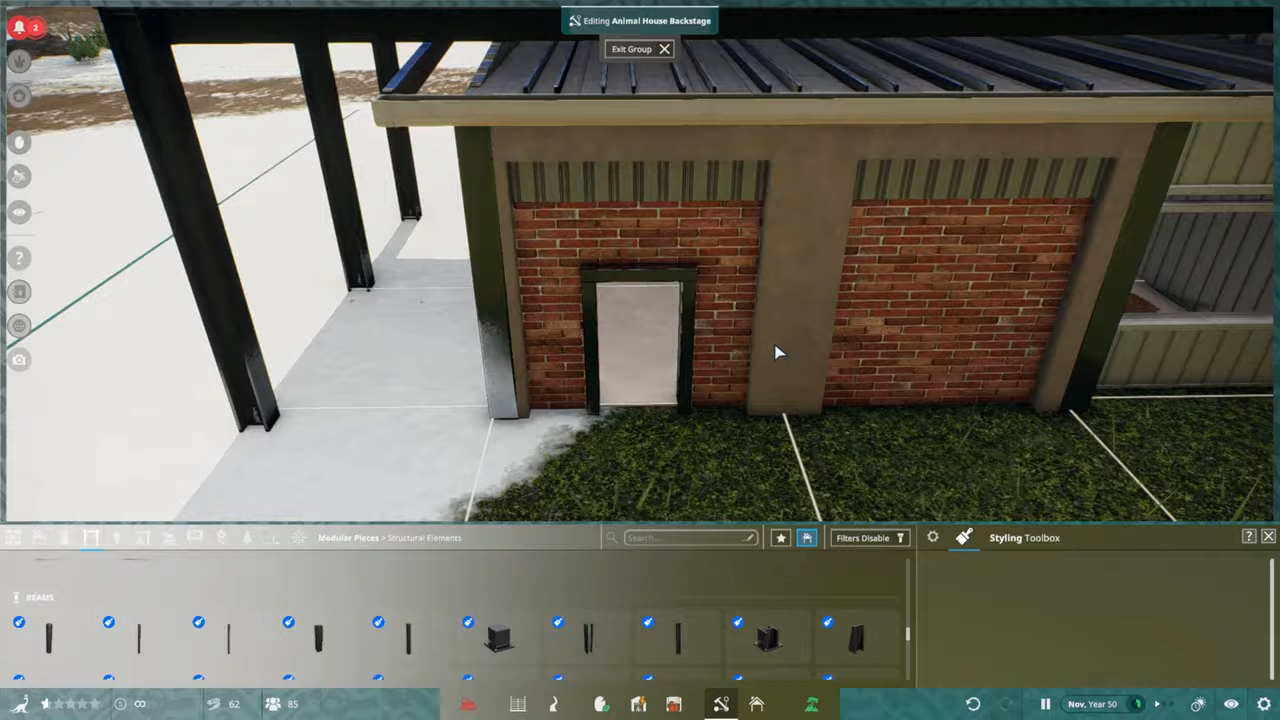 Editing Animal House Backstage
Exit Group
2
Modular Pieces > Structural Elements
Search...
Filters Disable
Styling Toolbox
?
BEAMS
62
85
Nov, Year 50